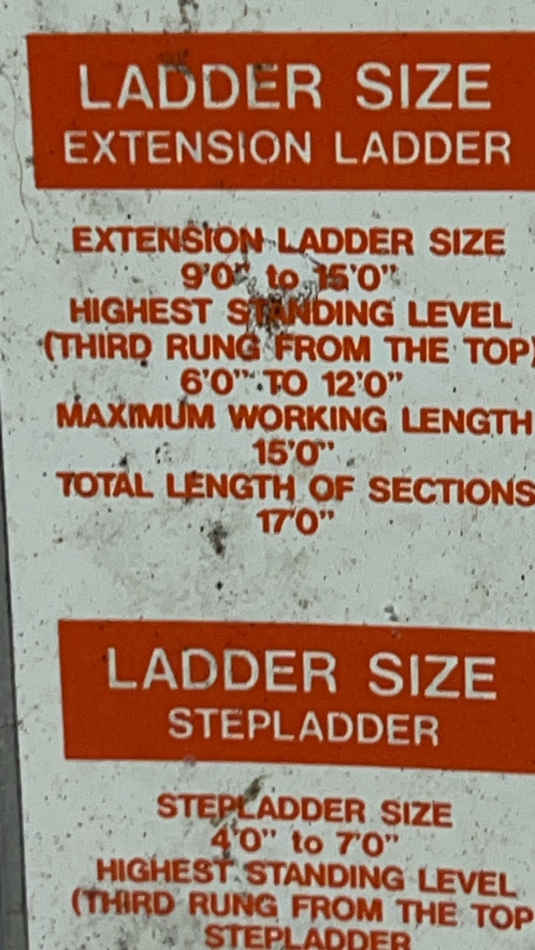 LADDER SIZE
EXTENSION LADDER
EXTENSION LADDER SIZE
9'0" to 15'0"
HIGHEST STANDING LEVEL
(THIRD RUNG FROM THE TOP)
6'0" TO 12'0"
MAXIMUM WORKING LENGTH
15'0"
TOTAL LENGTH OF SECTIONS
17'0"
LADDER SIZE
STEPLADDER
STEPLADDER SIZE
4'0" to 7'0"
HIGHEST STANDING LEVEL
(THIRD RUNG FROM THE TOP
STEPLADDER